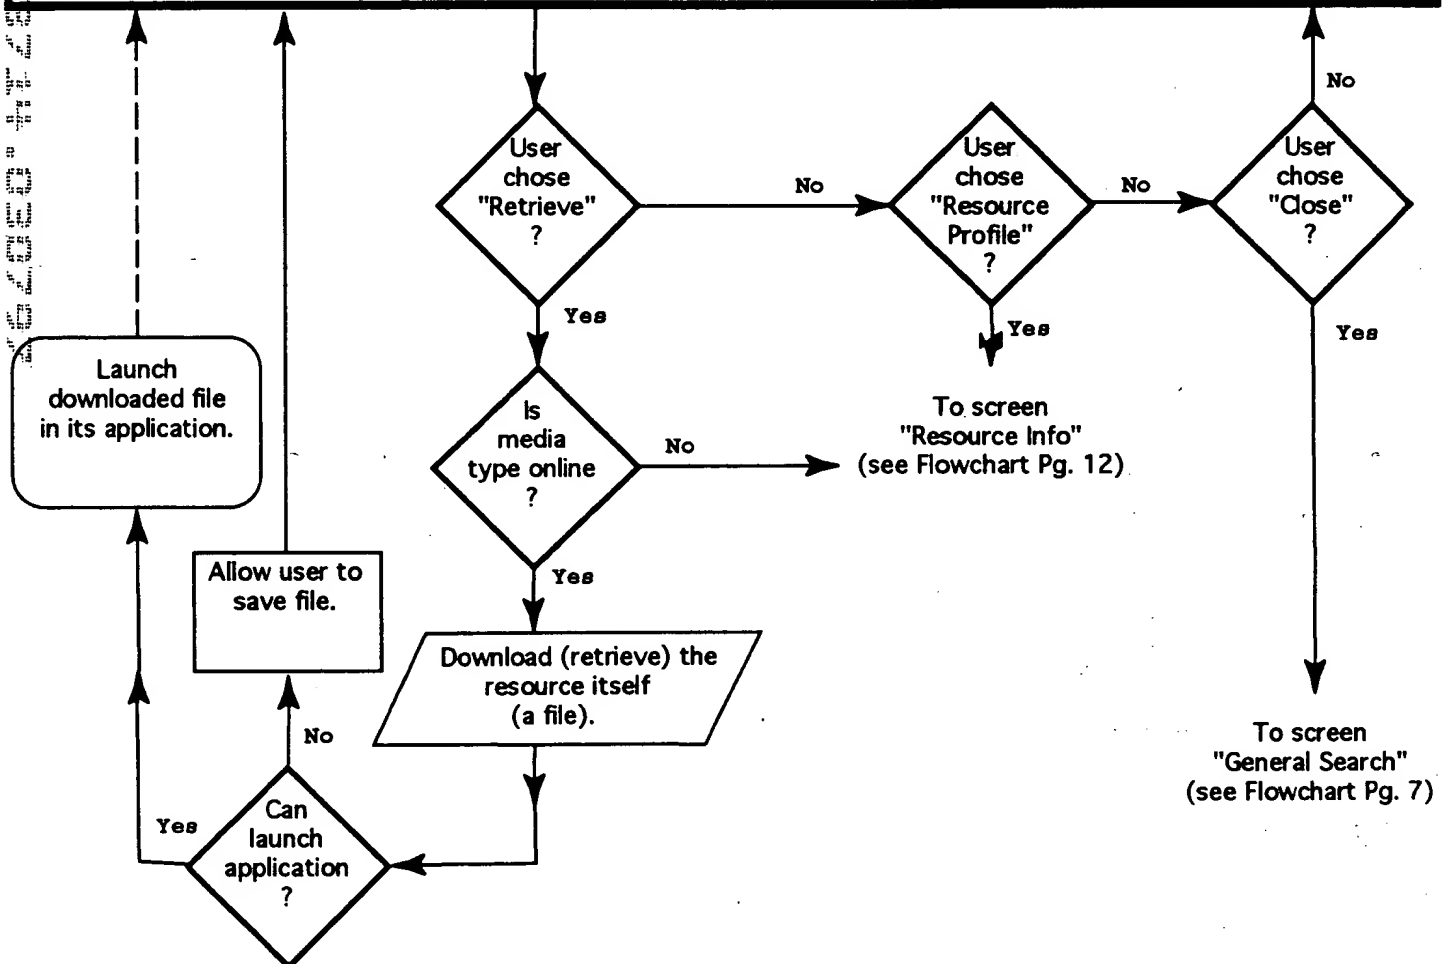 No
User
chose
"Retrieve"
?
No
User
chose
"Resource
Profile"
?
No
User
chose
"Close"
?
Yes
Yes
Yes
Launch
downloaded file
in its application.
Is
media
type online
?
No
To screen
"Resource Info"
(see Flowchart Pg. 12)
Allow user to
save file.
Yes
Download (retrieve) the
resource itself
(a file).
No
To screen
"General Search"
(see Flowchart Pg. 7)
Yes
Can
launch
application
?